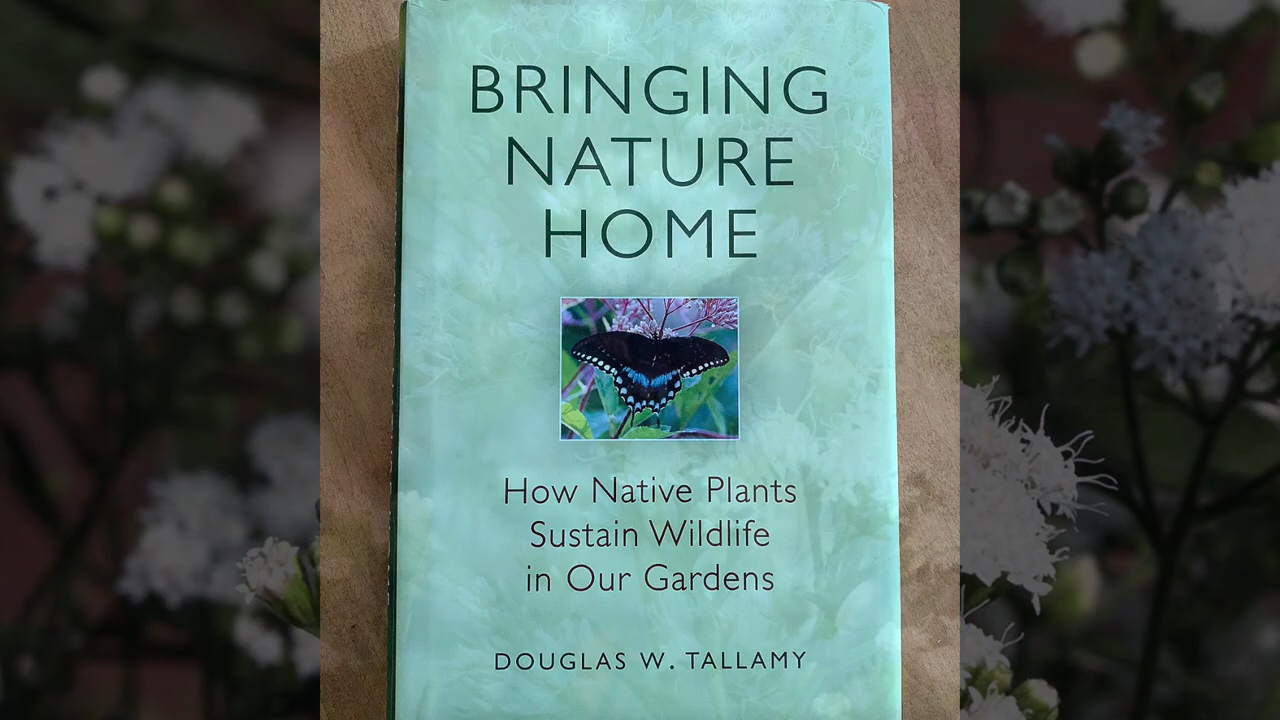 BRINGING
NATURE
HOME
How Native Plants
Sustain Wildlife
in Our Gardens
DOUGLAS W. TALLAMY